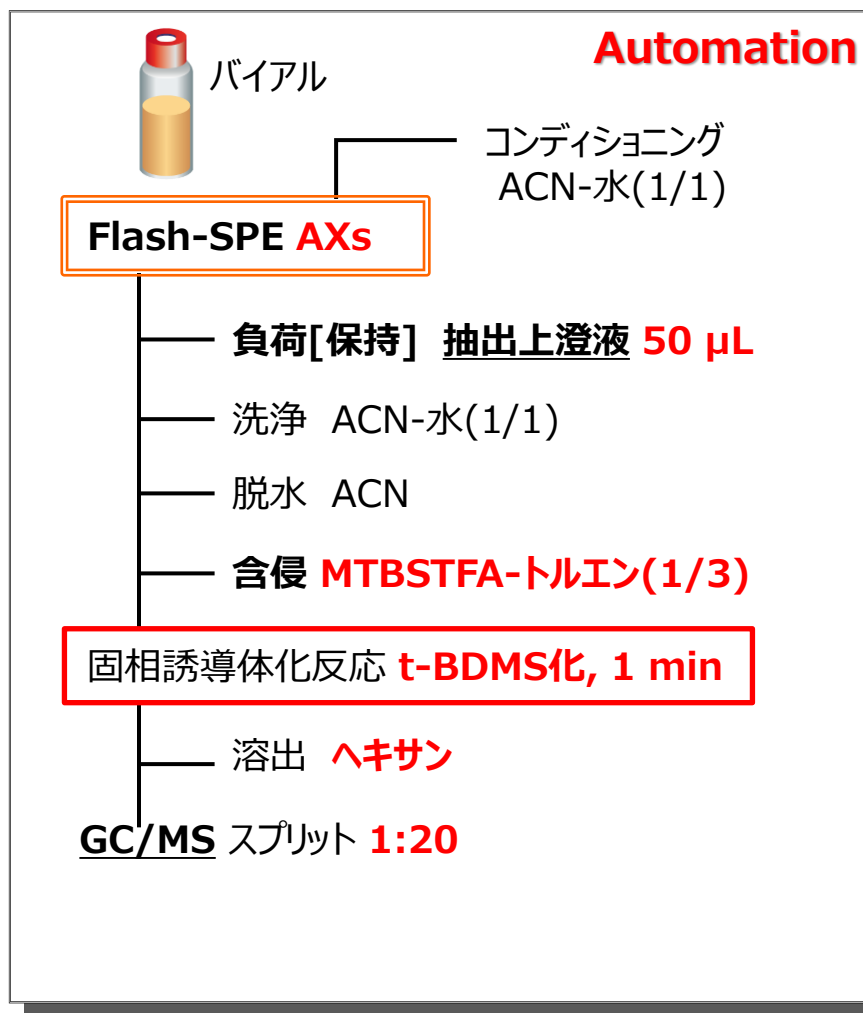 Automation
バイアル
コンディショニング
ACN-水(1/1)
Flash-SPE AXs
負荷[保持] 抽出上澄液 50 µL
洗浄 ACN-水(1/1)
脱水 ACN
含侵 MTBSTFA-トルエン(1/3)
固相誘導体化反応 t-BDMS化, 1 min
溶出 ヘキサン
GC/MS スプリット 1:20